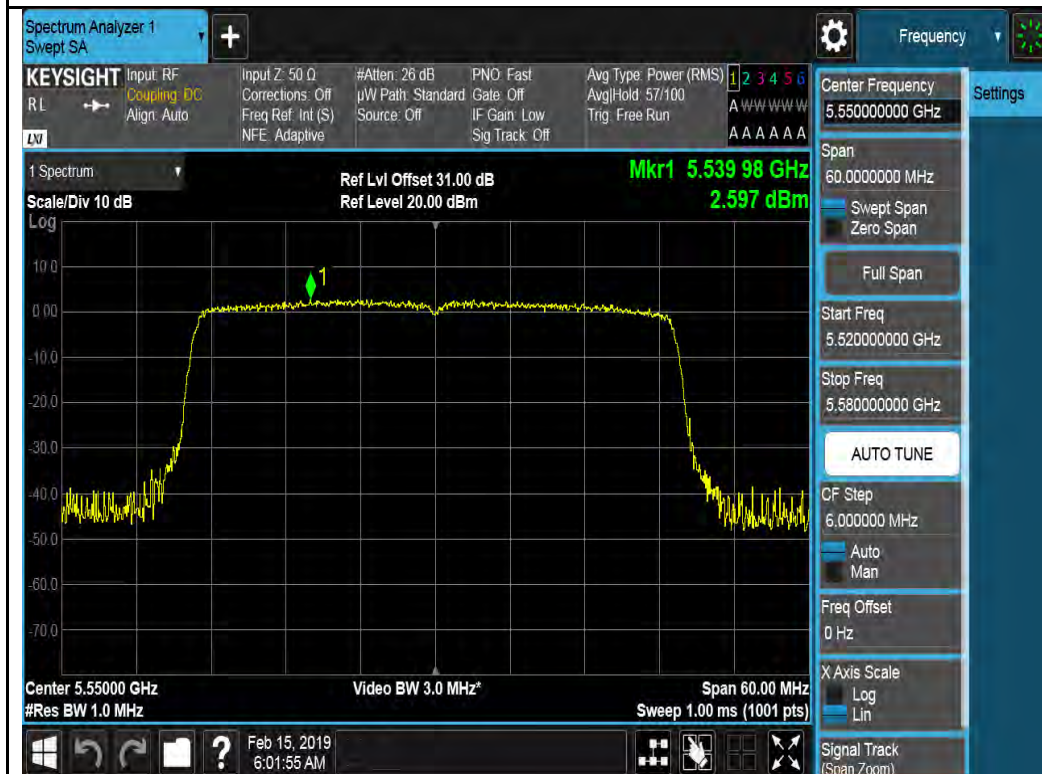 Spectrum Analyzer 1
Swept SA
Frequency
KEYSIGHT
RL
LXI
Input: RF
Coupling: DC
Align: Auto
Input Z: 50 Ω
Corrections: Off
Freq Ref: Int (S)
NFE: Adaptive
#Atten: 26 dB
µW Path: Standard
Source: Off
PNO: Fast
Gate: Off
IF Gain: Low
Sig Track: Off
Avg Type: Power (RMS)
Avg|Hold: 57/100
Trig: Free Run
1 2 3 4 5 6
A W W W W W
A A A A A A
1 Spectrum
Scale/Div 10 dB
Ref Lvl Offset 31.00 dB
Ref Level 20.00 dBm
Mkr1 5.539 98 GHz
2.597 dBm
Log
10.0
0.00
-10.0
-20.0
-30.0
-40.0
-50.0
-60.0
-70.0
1
Center 5.55000 GHz
#Res BW 1.0 MHz
Video BW 3.0 MHz*
Span 60.00 MHz
Sweep 1.00 ms (1001 pts)
Feb 15, 2019
6:01:55 AM
Center Frequency
5.550000000 GHz
Span
60.0000000 MHz
Swept Span
Zero Span
Full Span
Start Freq
5.520000000 GHz
Stop Freq
5.580000000 GHz
AUTO TUNE
CF Step
6.000000 MHz
Auto
Man
Freq Offset
0 Hz
X Axis Scale
Log
Lin
Signal Track
(Span Zoom)
Settings